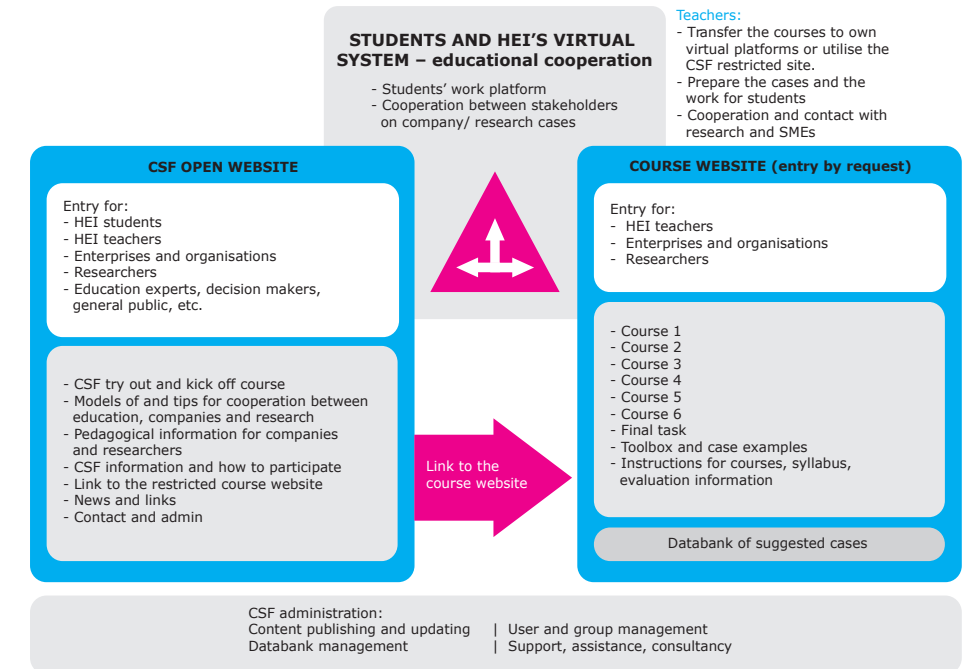 STUDENTS AND HEI'S VIRTUAL
SYSTEM – educational cooperation
- Students' work platform
- Cooperation between stakeholders
on company/ research cases
Teachers:
- Transfer the courses to own
virtual platforms or utilise the
CSF restricted site.
- Prepare the cases and the
work for students
- Cooperation and contact with
research and SMEs
CSF OPEN WEBSITE
Entry for:
- HEI students
- HEI teachers
- Enterprises and organisations
- Researchers
- Education experts, decision makers,
general public, etc.
- CSF try out and kick off course
- Models of and tips for cooperation between
education, companies and research
- Pedagogical information for companies
and researchers
- CSF information and how to participate
- Link to the restricted course website
- News and links
- Contact and admin
Link to the
course website
COURSE WEBSITE (entry by request)
Entry for:
- HEI teachers
- Enterprises and organisations
- Researchers
- Course 1
- Course 2
- Course 3
- Course 4
- Course 5
- Course 6
- Final task
- Toolbox and case examples
- Instructions for courses, syllabus,
evaluation information
Databank of suggested cases
CSF administration:
Content publishing and updating | User and group management
Databank management | Support, assistance, consultancy